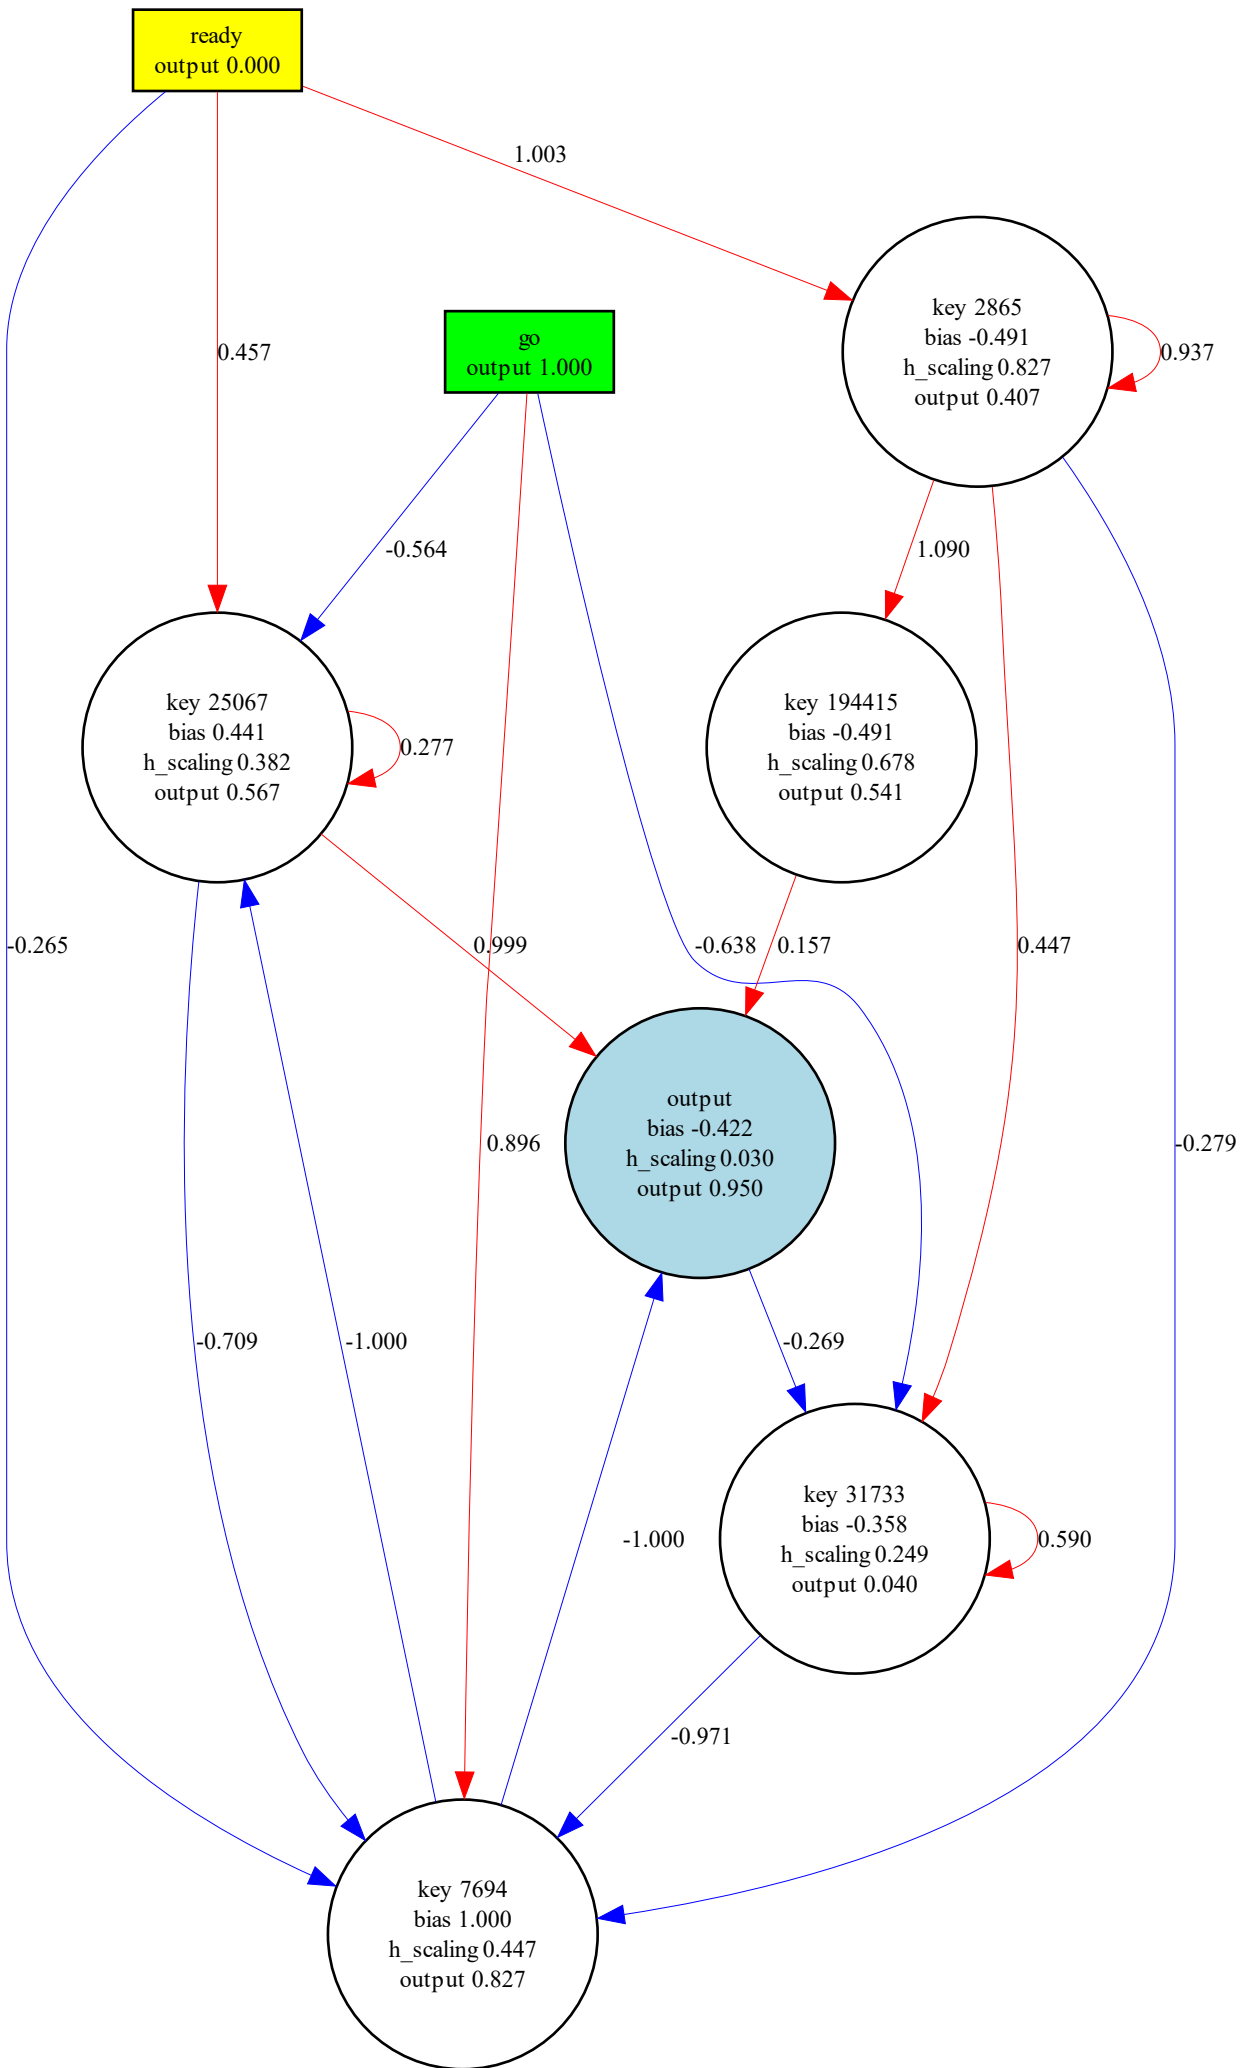 ready
output 0.000
1.003
key 2865
bias -0.491
h_scaling 0.827
output 0.407
0.937
go
output 1.000
0.457
-0.564
1.090
key 25067
bias 0.441
h_scaling 0.382
output 0.567
0.277
key 194415
bias -0.491
h_scaling 0.678
output 0.541
-0.265
0.999
-0.638
0.157
0.447
output
bias -0.422
h_scaling 0.030
output 0.950
0.896
-0.279
-0.709
-1.000
-0.269
-1.000
key 31733
bias -0.358
h_scaling 0.249
output 0.040
0.590
-0.971
key 7694
bias 1.000
h_scaling 0.447
output 0.827